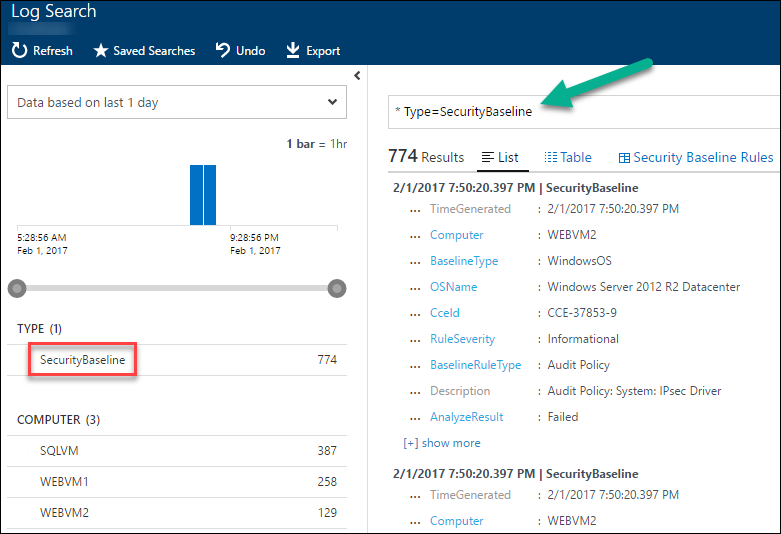 Log Search
Refresh Saved Searches Undo Export
Data based on last 1 day
1 bar = 1hr
5:28:56 AM
Feb 1, 2017
9:28:56 PM
Feb 1, 2017
TYPE (1)
SecurityBaseline 774
COMPUTER (3)
SQLVM 387
WEBVM1 258
WEBVM2 129
* Type=SecurityBaseline
774 Results List Table Security Baseline Rules
2/1/2017 7:50:20.397 PM | SecurityBaseline
... TimeGenerated : 2/1/2017 7:50:20.397 PM
... Computer : WEBVM2
... BaselineType : WindowsOS
... OSName : Windows Server 2012 R2 Datacenter
... CceId : CCE-37853-9
... RuleSeverity : Informational
... BaselineRuleType : Audit Policy
... Description : Audit Policy: System: IPsec Driver
... AnalyzeResult : Failed
[+] show more
2/1/2017 7:50:20.397 PM | SecurityBaseline
... TimeGenerated : 2/1/2017 7:50:20.397 PM
... Computer : WEBVM2